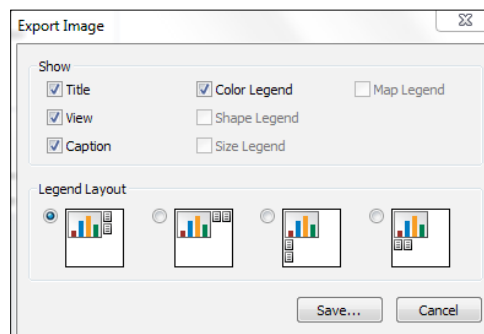 Export Image
Show
Title Color Legend Map Legend
View Shape Legend
Caption Size Legend
Legend Layout
Save... Cancel